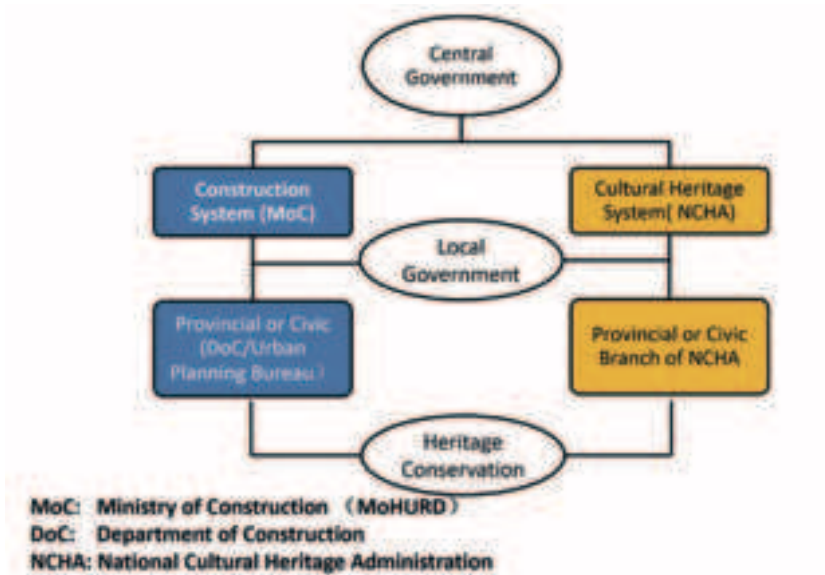 Central
Government
Construction
System (MoC)
Cultural Heritage
System( NCHA)
Local
Government
Provincial or Civic
(DoC/Urban
Planning Bureau）
Provincial or Civic
Branch of NCHA
Heritage
Conservation
MoC: Ministry of Construction （MoHURD）
DoC: Department of Construction
NCHA: National Cultural Heritage Administration